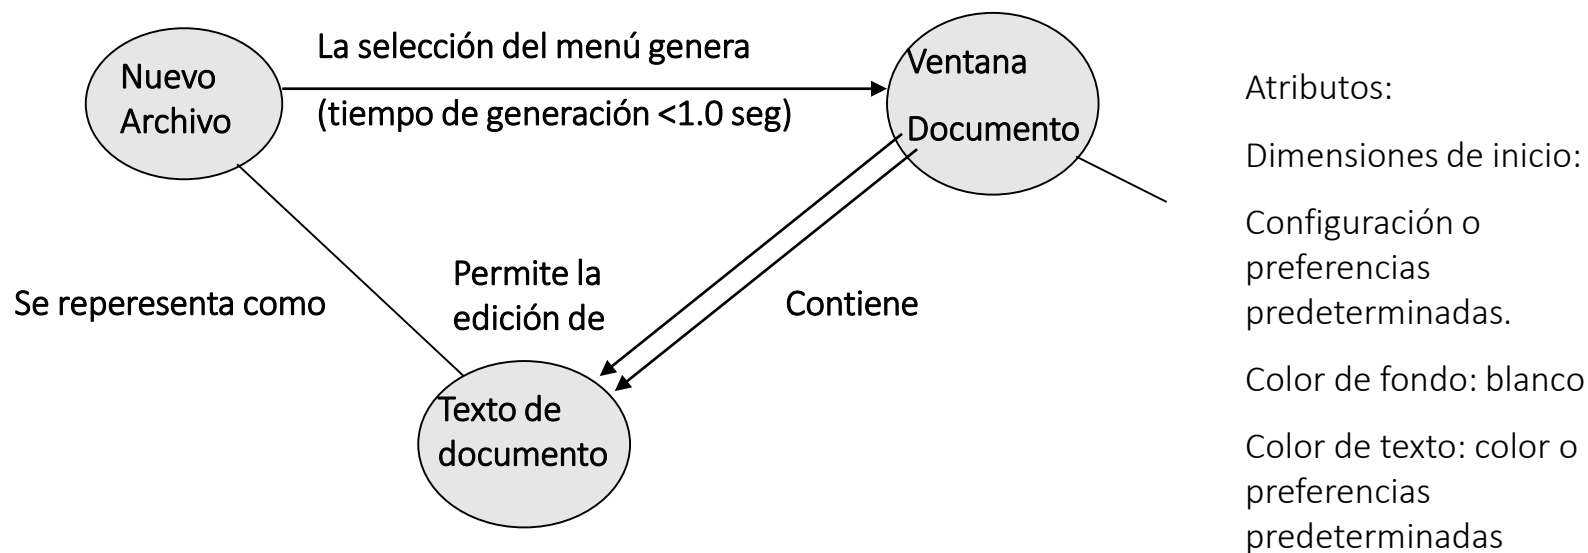 Nuevo
Archivo
La selección del menú genera
(tiempo de generación <1.0 seg)
Ventana
Documento
Se reperesenta como
Permite la
edición de
Contiene
Texto de
documento
Atributos:
Dimensiones de inicio:
Configuración o
preferencias
predeterminadas.
Color de fondo: blanco
Color de texto: color o
preferencias
predeterminadas